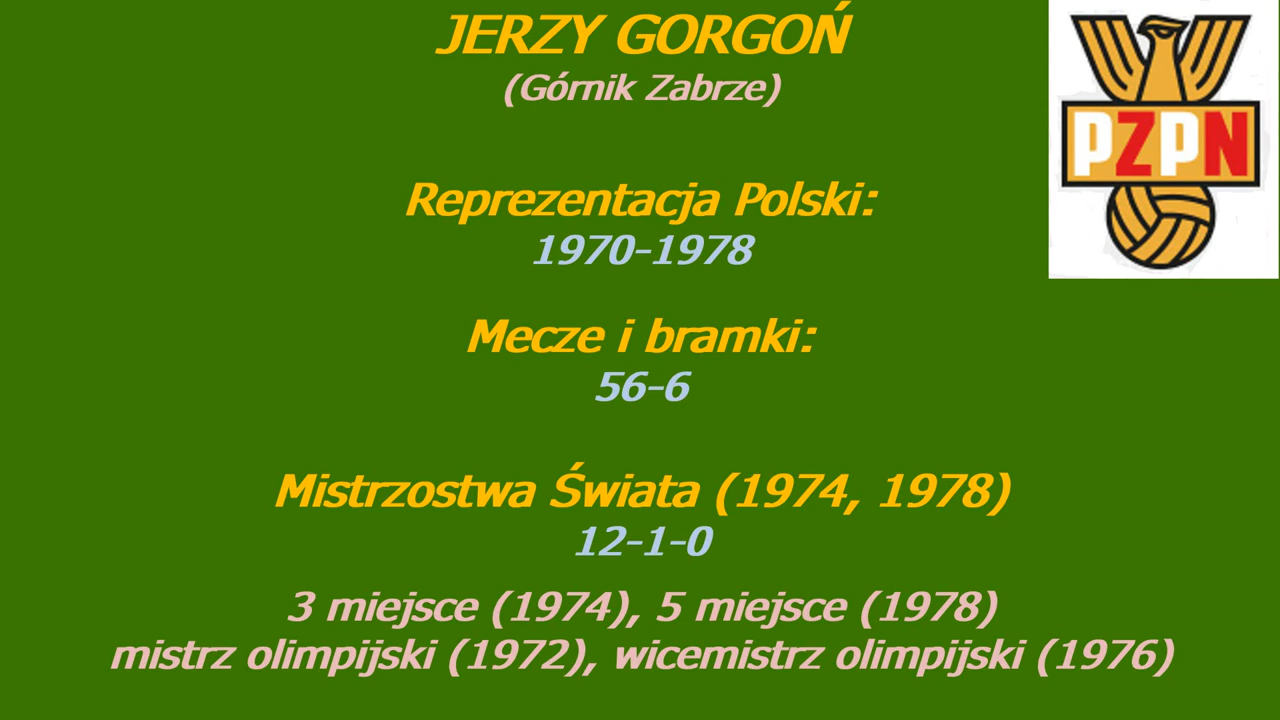 JERZY GORGOŃ
(Górnik Zabrze)
PZPN
Reprezentacja Polski:
1970-1978
Mecze i bramki:
56-6
Mistrzostwa Świata (1974, 1978)
12-1-0
3 miejsce (1974), 5 miejsce (1978)
mistrz olimpijski (1972), wicemistrz olimpijski (1976)